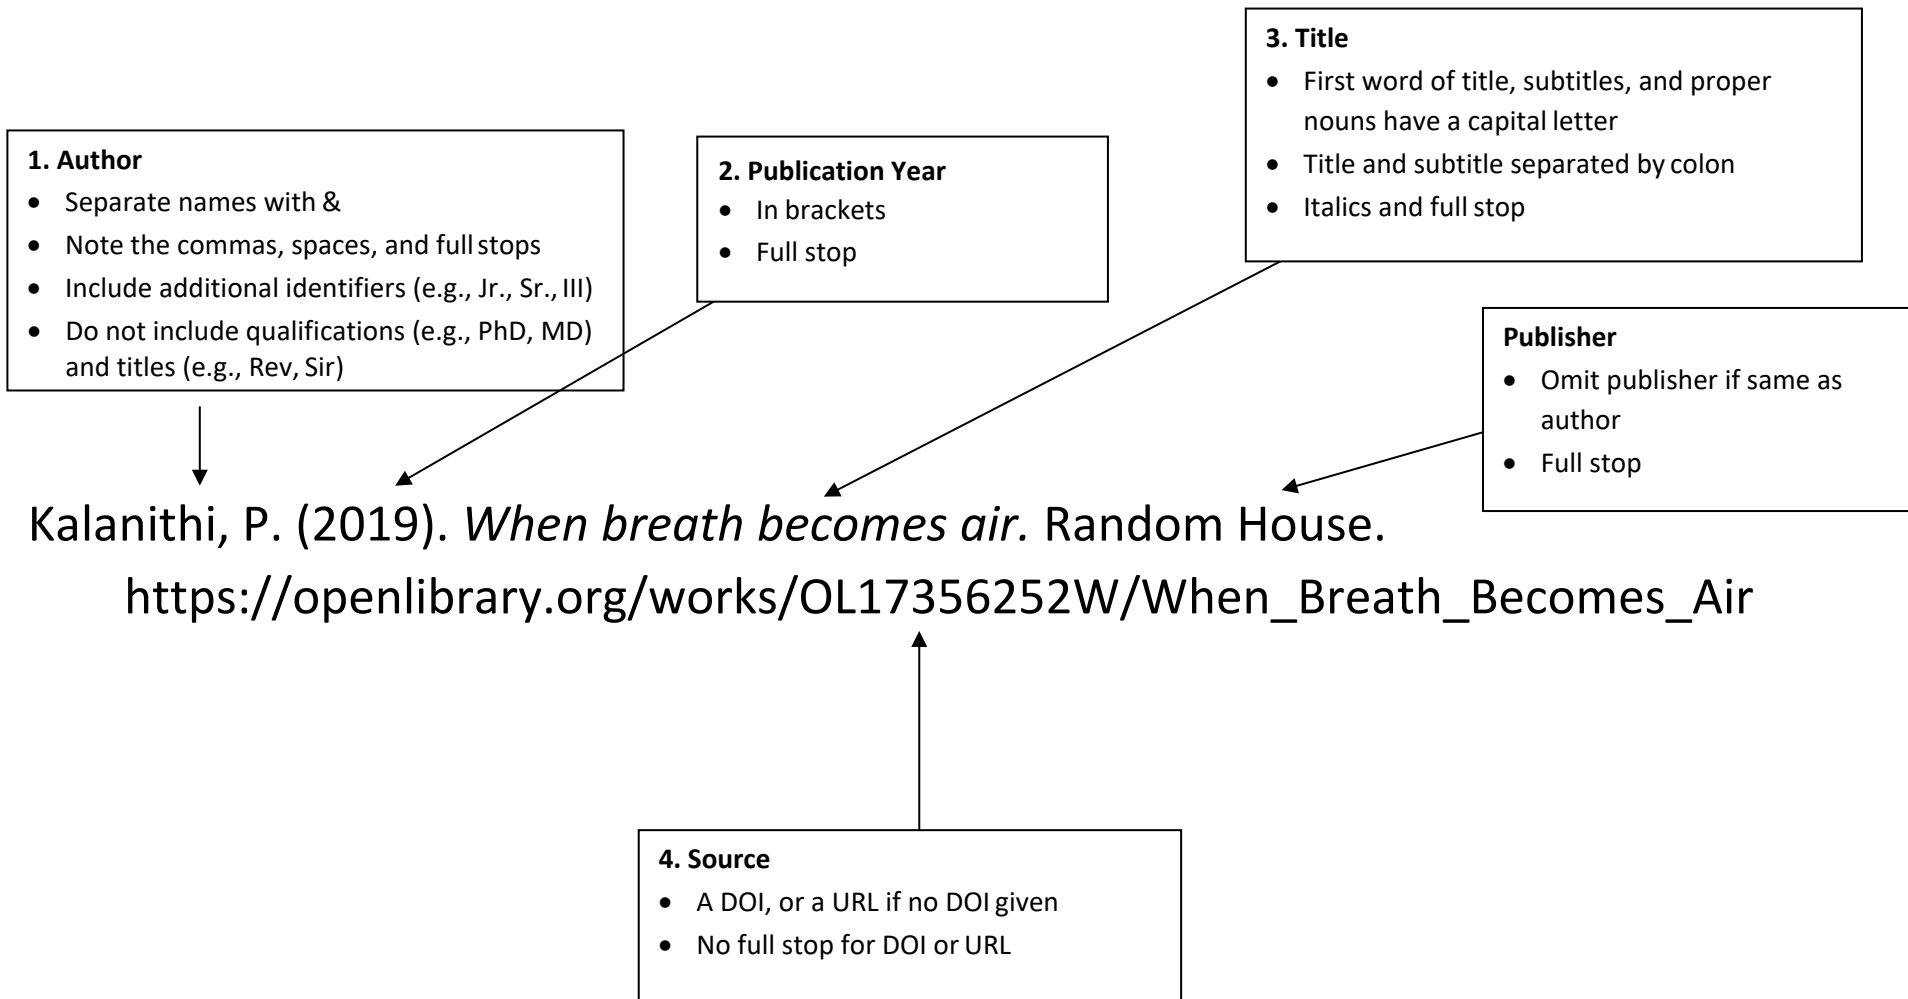 3. Title
• First word of title, subtitles, and proper
nouns have a capital letter
• Title and subtitle separated by colon
• Italics and full stop
1. Author
• Separate names with &
• Note the commas, spaces, and full stops
• Include additional identifiers (e.g., Jr., Sr., III)
• Do not include qualifications (e.g., PhD, MD)
and titles (e.g., Rev, Sir)
2. Publication Year
• In brackets
• Full stop
Publisher
• Omit publisher if same as
author
• Full stop
Kalanithi, P. (2019). When breath becomes air. Random House.
https://openlibrary.org/works/OL17356252W/When_Breath_Becomes_Air
4. Source
• A DOI, or a URL if no DOI given
• No full stop for DOI or URL